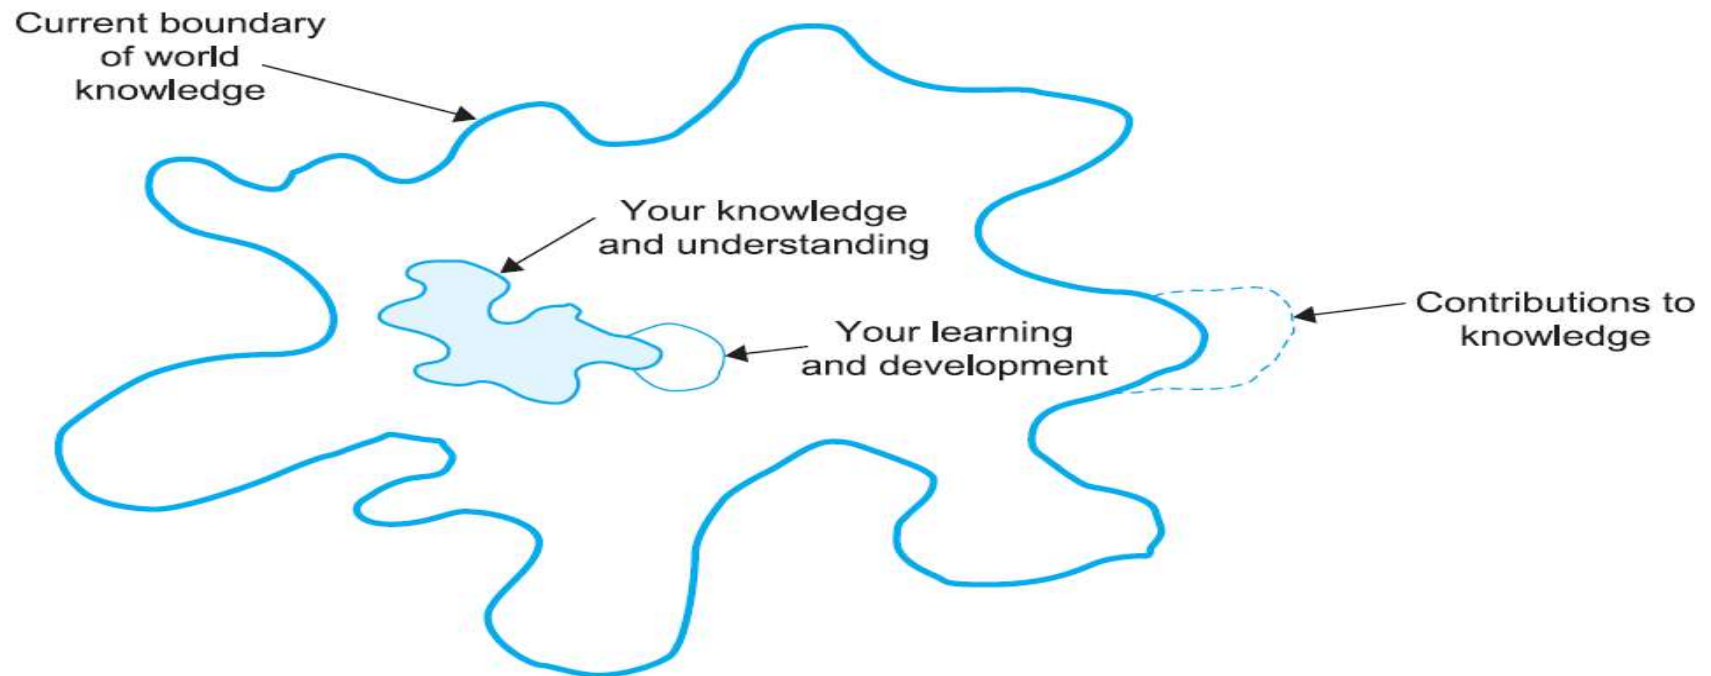 Current boundary
of world
knowledge
Your knowledge
and understanding
Your learning
and development
Contributions to
knowledge